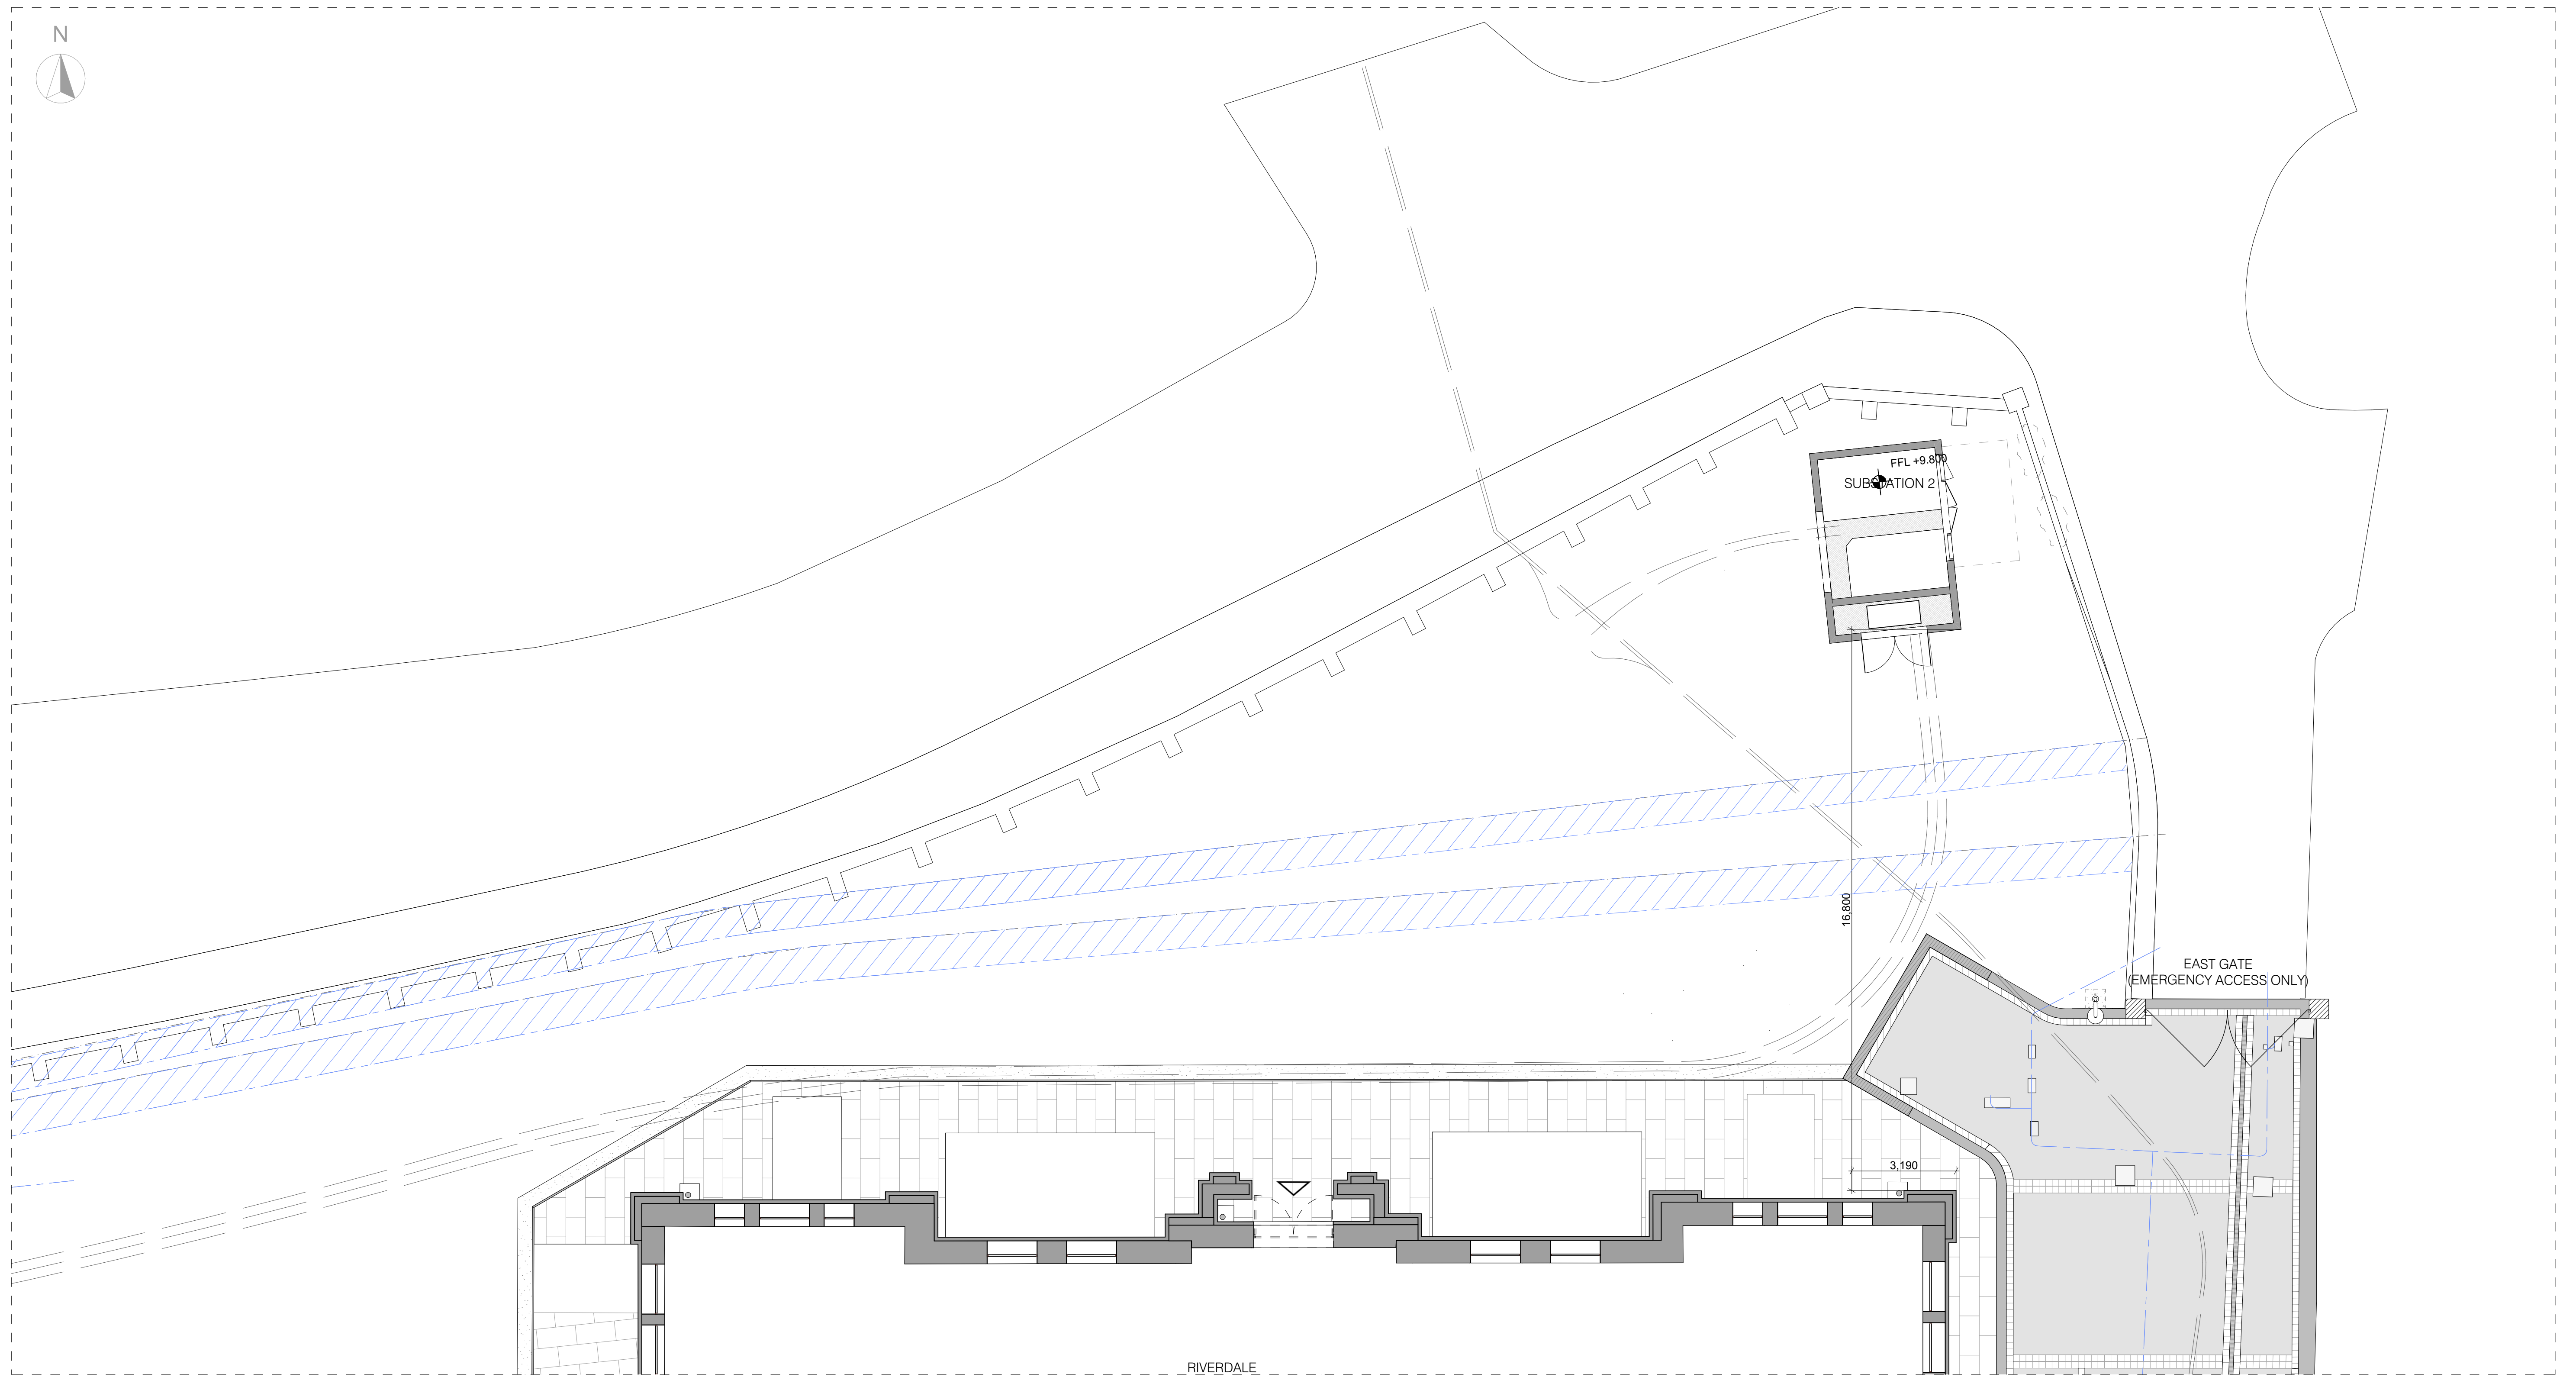 N
FFL +9.800
SUBSTATION 2
16,800
EAST GATE
(EMERGENCY ACCESS ONLY)
3,190
RIVERDALE